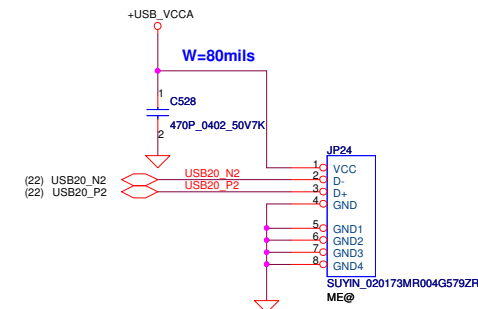 +USB_VCCA
W=80mils
1
C528
470P_0402_50V7K
2
JP24
(22) USB20_N2 USB20_N2
(22) USB20_P2 USB20_P2
1 VCC
2 D-
3 D+
4 GND
5 GND1
6 GND2
7 GND3
8 GND4
SUYIN_020173MR004G579ZR
ME@